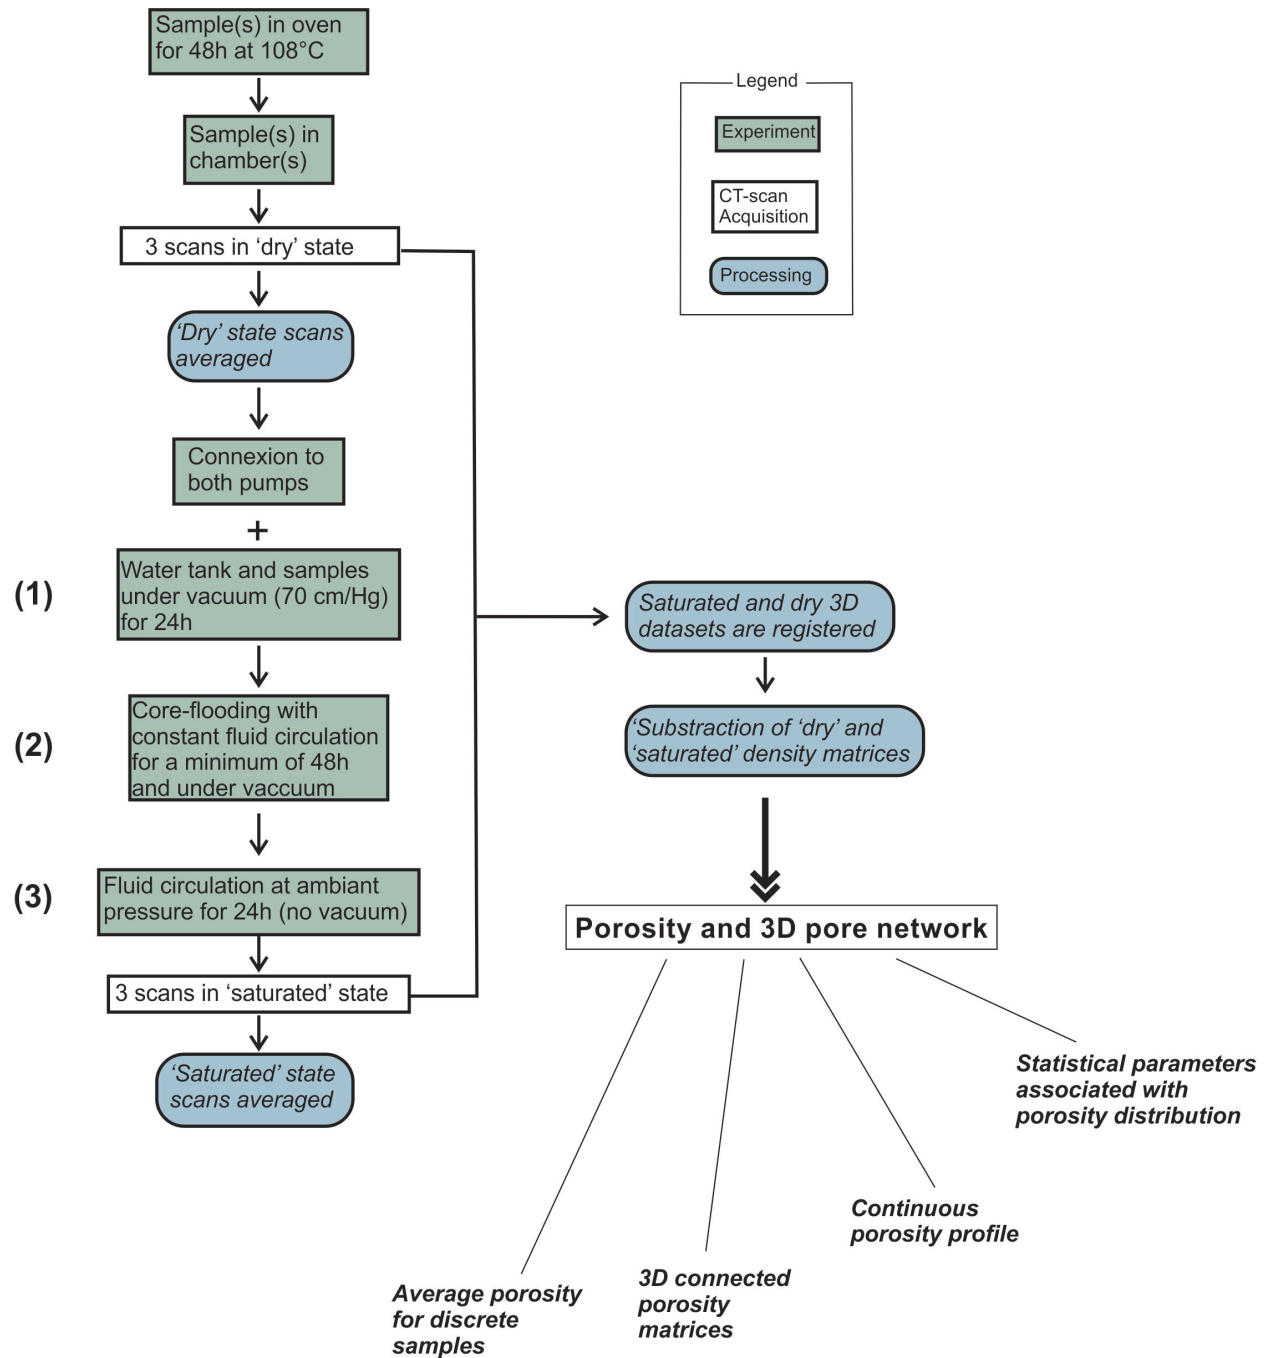 Sample(s) in oven
for 48h at 108°C
Sample(s) in
chamber(s)
3 scans in ‘dry’ state
‘Dry’ state scans
averaged
Connexion to
both pumps
+
(1)
Water tank and samples
under vacuum (70 cm/Hg)
for 24h
(2)
Core-flooding with
constant fluid circulation
for a minimum of 48h
and under vaccuum
(3)
Fluid circulation at ambiant
pressure for 24h (no vacuum)
3 scans in ‘saturated’ state
‘Saturated’ state
scans averaged
Legend
Experiment
CT-scan
Acquisition
Processing
Saturated and dry 3D
datasets are registered
‘Substraction of ‘dry’ and
‘saturated’ density matrices
Porosity and 3D pore network
Average porosity
for discrete
samples
3D connected
porosity
matrices
Continuous
porosity profile
Statistical parameters
associated with
porosity distribution